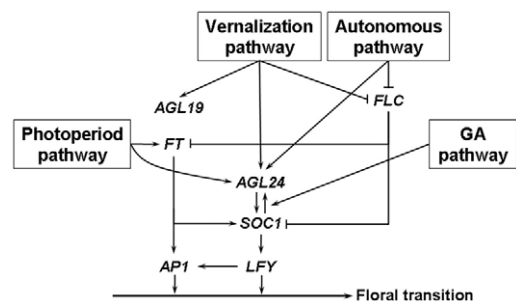 Vernalization
pathway
Autonomous
pathway
AGL19
FLC
Photoperiod
pathway
FT
GA
pathway
AGL24
SOC1
AP1
LFY
Floral transition